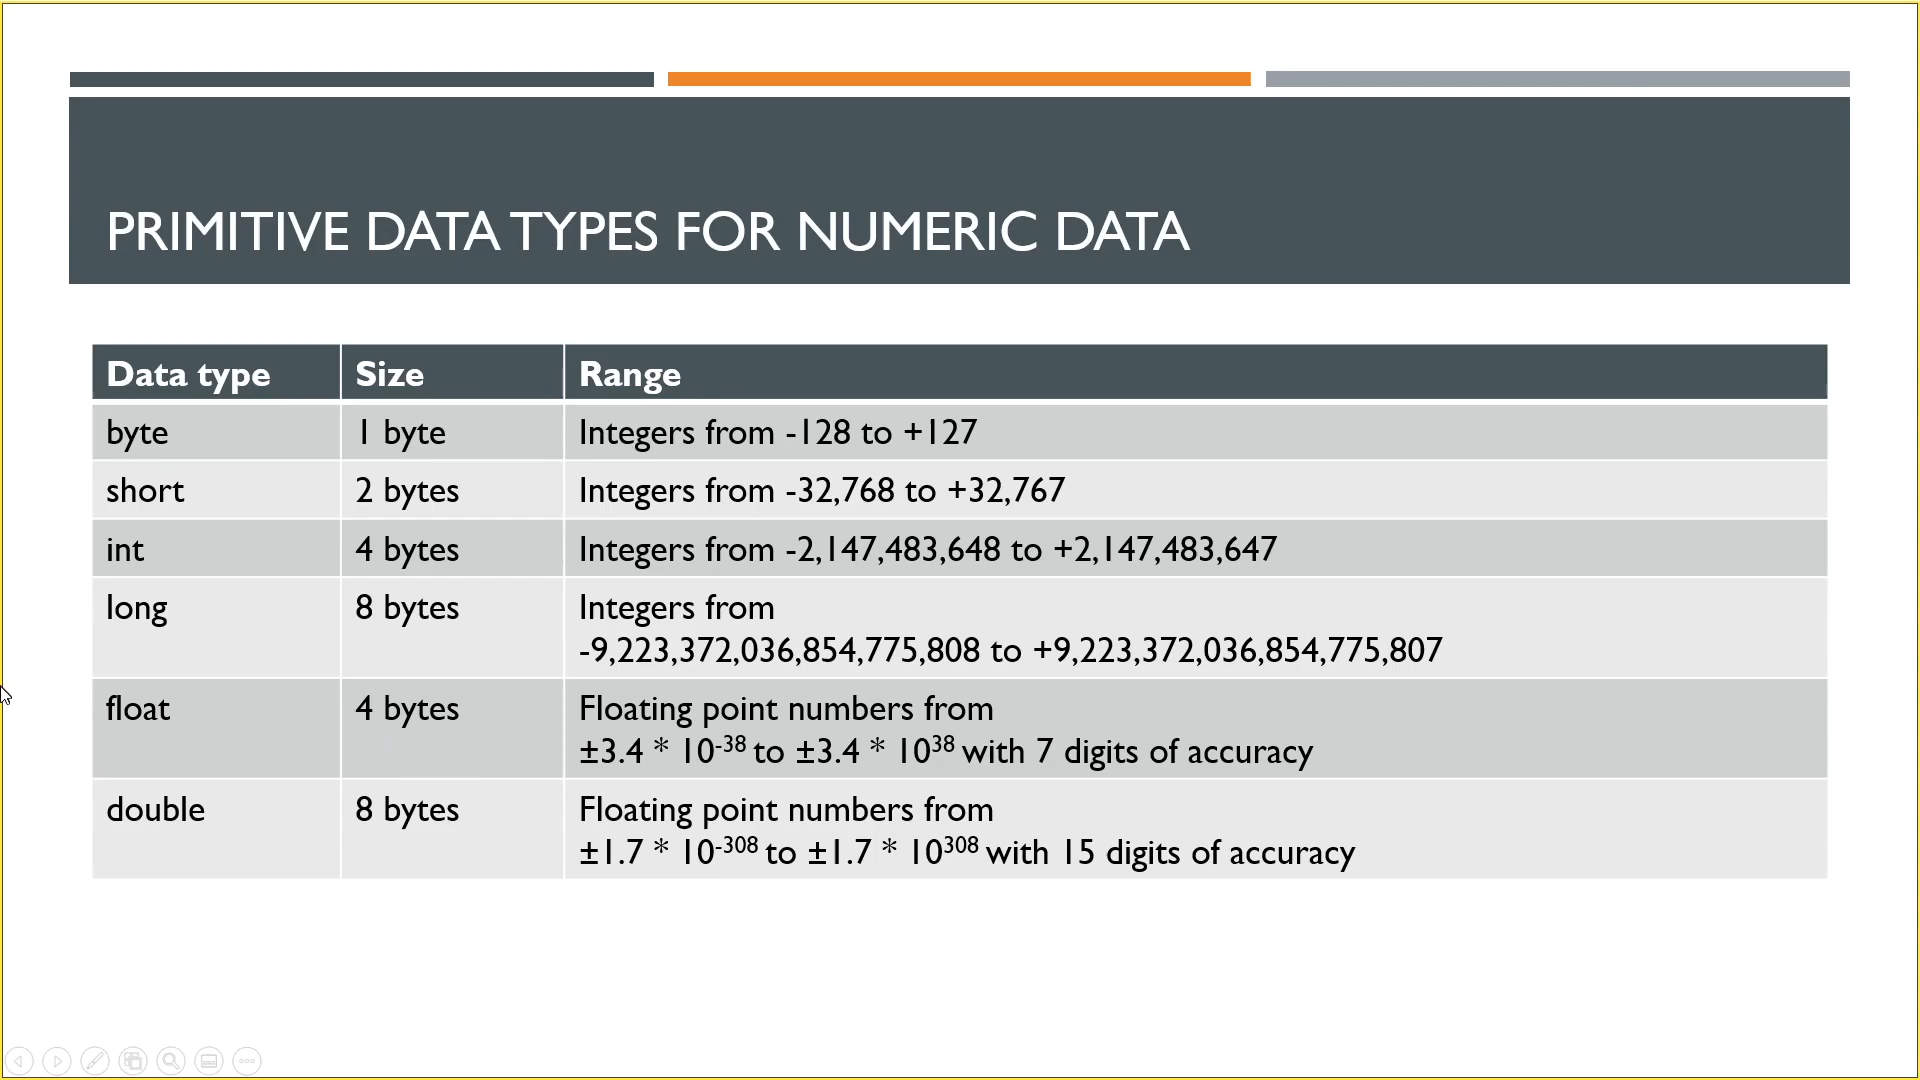 PRIMITIVE DATA TYPES FOR NUMERIC DATA
Data type Size Range
byte 1 byte Integers from -128 to +127
short 2 bytes Integers from -32,768 to +32,767
int 4 bytes Integers from -2,147,483,648 to +2,147,483,647
long 8 bytes Integers from
-9,223,372,036,854,775,808 to +9,223,372,036,854,775,807
float 4 bytes Floating point numbers from
±3.4 * 10⁻³⁸ to ±3.4 * 10³⁸ with 7 digits of accuracy
double 8 bytes Floating point numbers from
±1.7 * 10⁻³⁰⁸ to ±1.7 * 10³⁰⁸ with 15 digits of accuracy